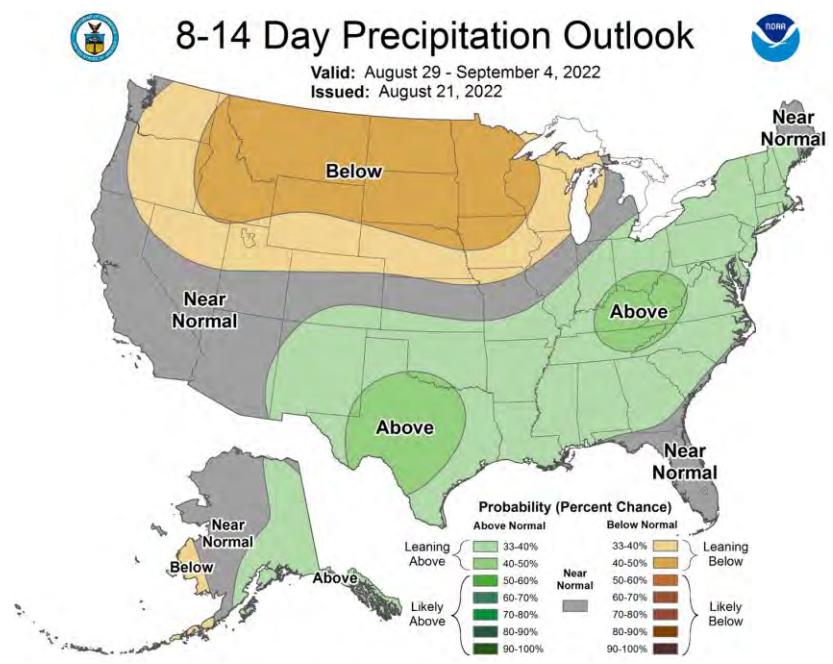 8-14 Day Precipitation Outlook
NOAA
Valid: August 29 - September 4, 2022
Issued: August 21, 2022
Near
Normal
Below
Near
Normal
Above
Above
Near
Normal
Near
Normal
Below
Above
Probability (Percent Chance)
Above Normal
Below Normal
Leaning
Above
33-40%
40-50%
Likely
Above
50-60%
60-70%
70-80%
80-90%
90-100%
Near
Normal
33-40%
40-50%
Leaning
Below
50-60%
60-70%
70-80%
80-90%
90-100%
Likely
Below